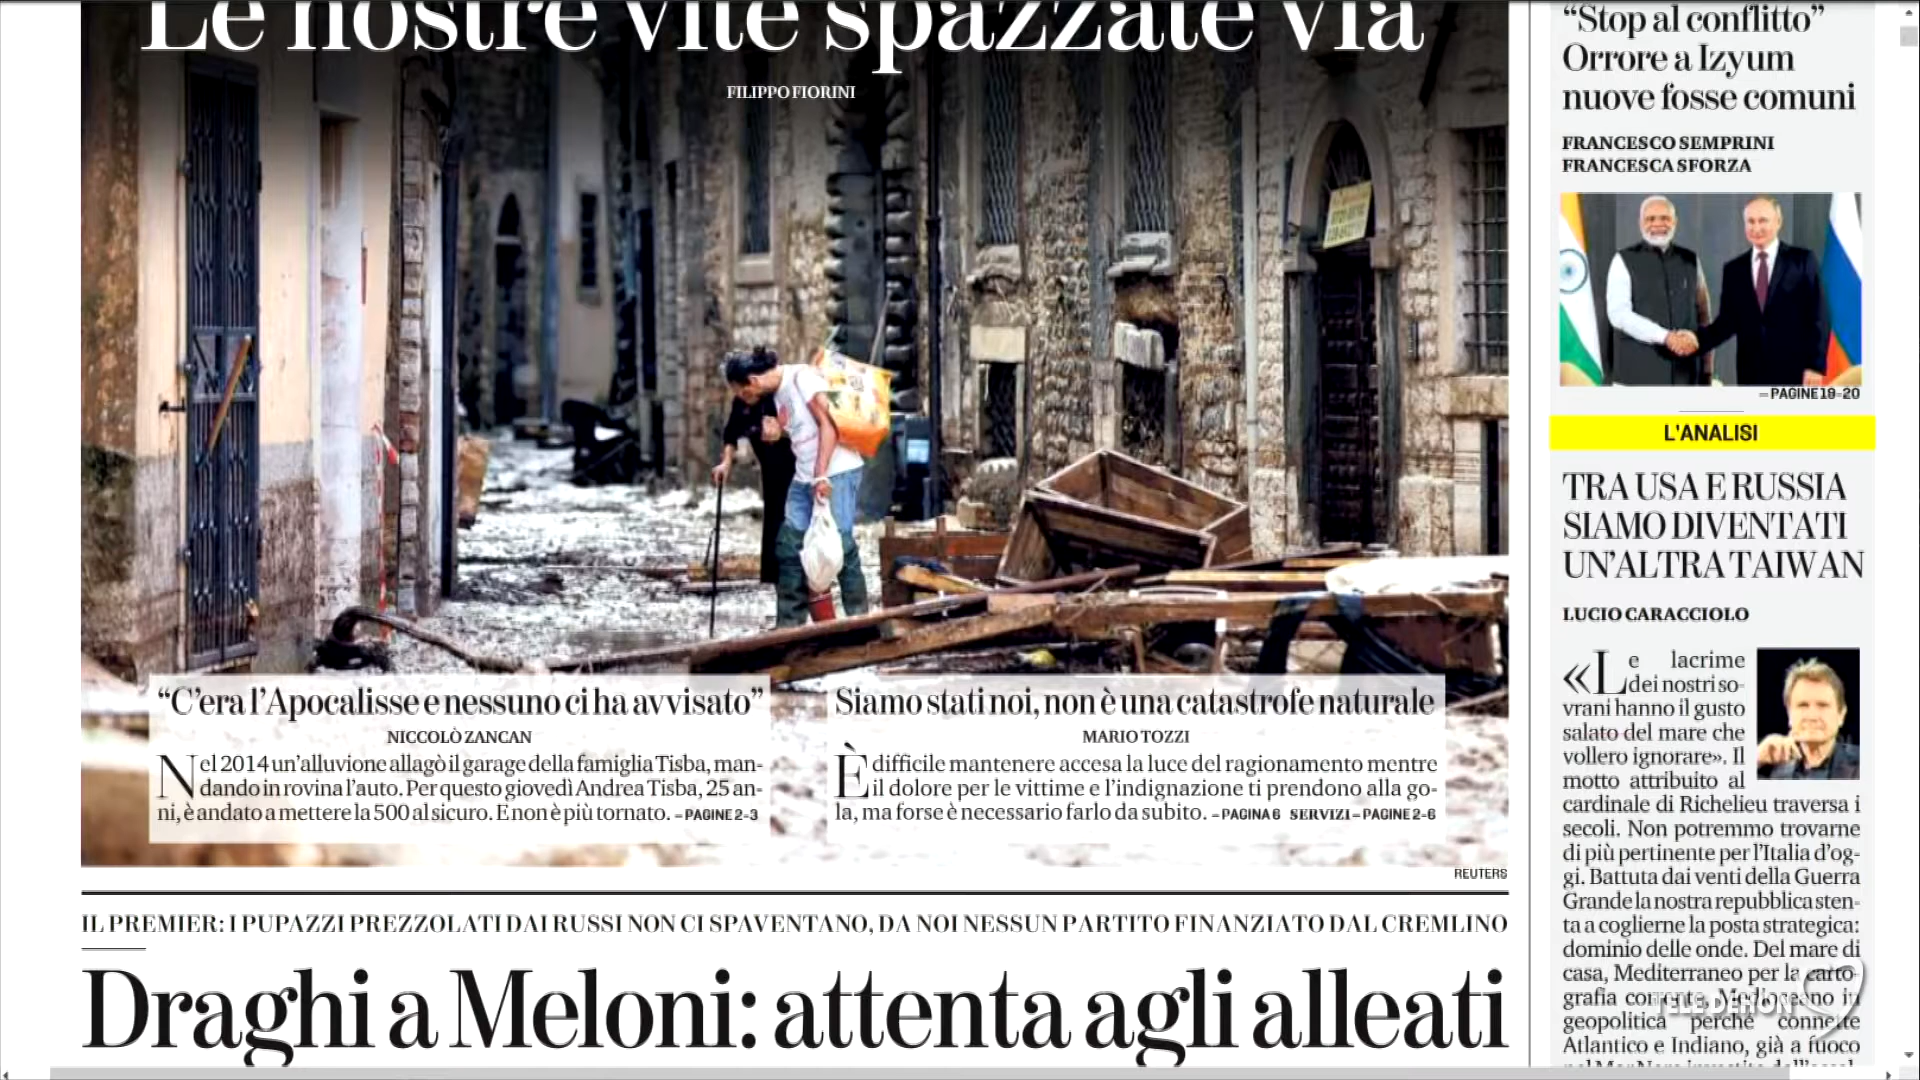 Le nostre vite spazzate via
FILIPPO FIORINI
“C’era l’Apocalisse e nessuno ci ha avvisato”
NICCOLÒ ZANCAN
Nel 2014 un’alluvione allagò il garage della famiglia Tisba, man-
dando in rovina l’auto. Per questo giovedì Andrea Tisba, 25 an-
ni, è andato a mettere la 500 al sicuro. E non è più tornato. – PAGINE 2-3
Siamo stati noi, non è una catastrofe naturale
MARIO TOZZI
È difficile mantenere accesa la luce del ragionamento mentre
il dolore per le vittime e l’indignazione ti prendono alla go-
la, ma forse è necessario farlo da subito. – PAGINA 6 SERVIZI – PAGINE 2-6
REUTERS
IL PREMIER: I PUPAZZI PREZZOLATI DAI RUSSI NON CI SPAVENTANO, DA NOI NESSUN PARTITO FINANZIATO DAL CREMLINO
Draghi a Meloni: attenta agli alleati
“Stop al conflitto”
Orrore a Izyum
nuove fosse comuni
FRANCESCO SEMPRINI
FRANCESCA SFORZA
– PAGINE 19-20
L'ANALISI
TRA USA E RUSSIA
SIAMO DIVENTATI
UN’ALTRA TAIWAN
LUCIO CARACCIOLO
«Le lacrime
dei nostri so-
vrani hanno il gusto
salato del mare che
vollero ignorare». Il
motto attribuito al
cardinale di Richelieu traversa i
secoli. Non potremmo trovarne
di più pertinente per l’Italia d’og-
gi. Battuta dai venti della Guerra
Grande la nostra repubblica sten-
ta a coglierne la posta strategica:
dominio delle onde. Del mare di
casa, Mediterraneo per la carto-
grafia corrente, Medioceano in
geopolitica perché connette
Atlantico e Indiano, già a fuoco
TELE DEHON